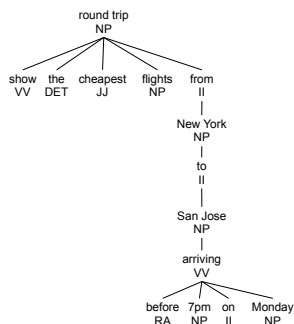 round trip
NP
show the cheapest flights from
VV DET JJ NP II
New York
NP
to
II
San Jose
NP
arriving
VV
before 7pm on Monday
RA NP II NP